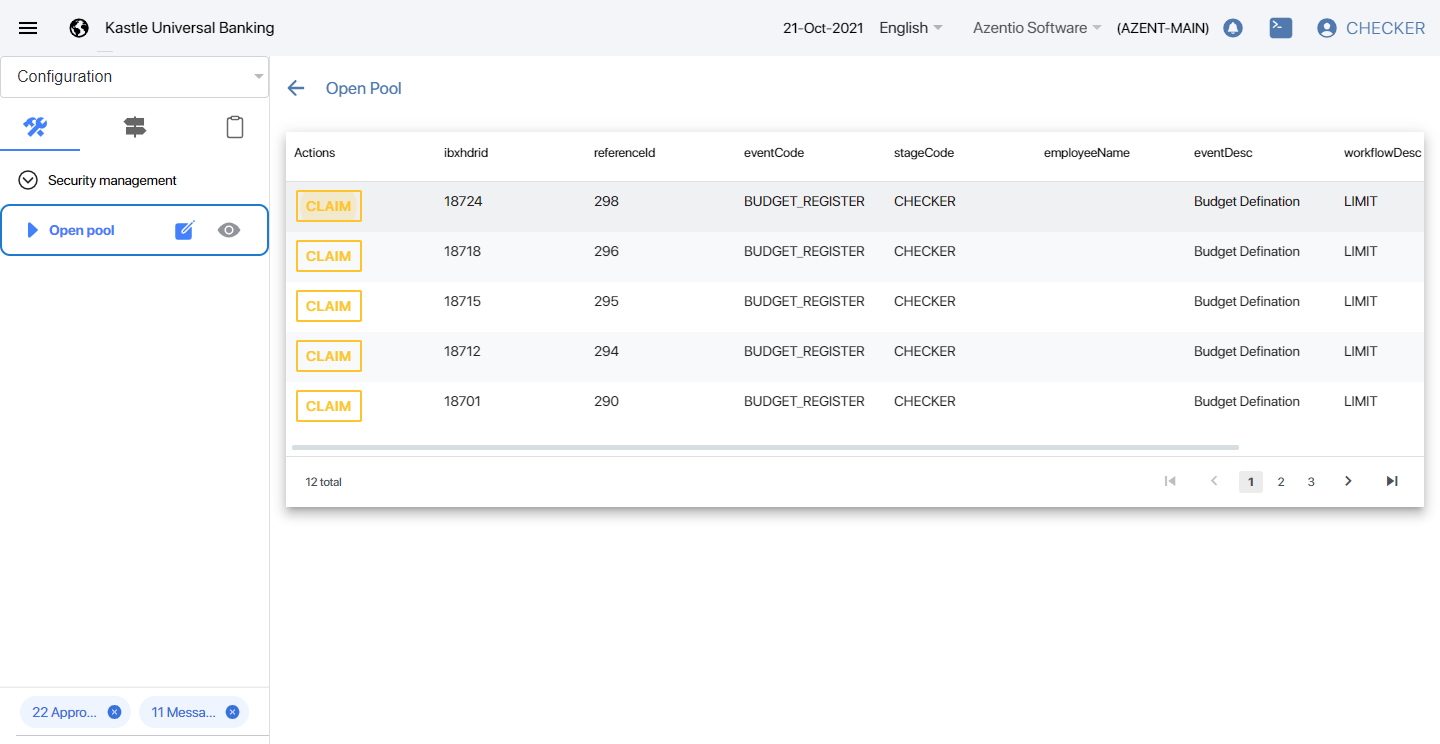 Kastle Universal Banking 21-Oct-2021 English Azentio Software (AZENT-MAIN) CHECKER
Configuration
Open Pool
Security management
Open pool
Actions ibxhdrid referenceId eventCode stageCode employeeName eventDesc workflowDesc
CLAIM 18724 298 BUDGET_REGISTER CHECKER Budget Defination LIMIT
CLAIM 18718 296 BUDGET_REGISTER CHECKER Budget Defination LIMIT
CLAIM 18715 295 BUDGET_REGISTER CHECKER Budget Defination LIMIT
CLAIM 18712 294 BUDGET_REGISTER CHECKER Budget Defination LIMIT
CLAIM 18701 290 BUDGET_REGISTER CHECKER Budget Defination LIMIT
12 total 1 2 3
22 Appro... 11 Messa...